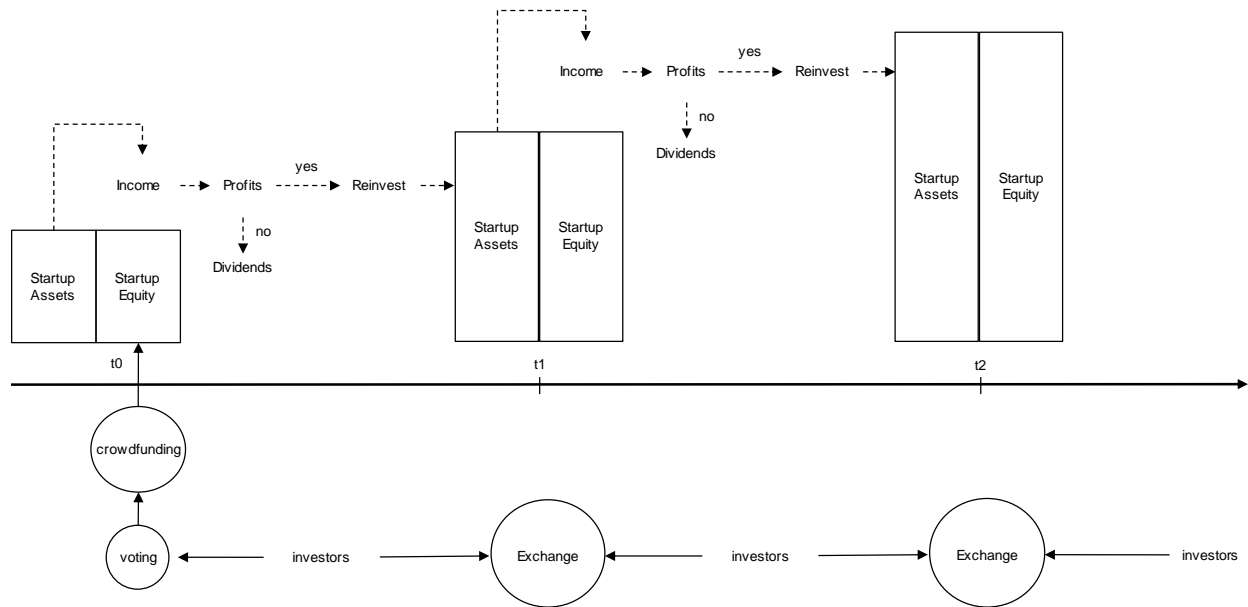 Income
Profits
yes
Reinvest
no
Dividends
Income
Profits
yes
Reinvest
no
Dividends
Startup
Assets
Startup
Equity
Startup
Assets
Startup
Equity
Startup
Assets
Startup
Equity
t0
t1
t2
crowdfunding
voting
investors
Exchange
investors
Exchange
investors